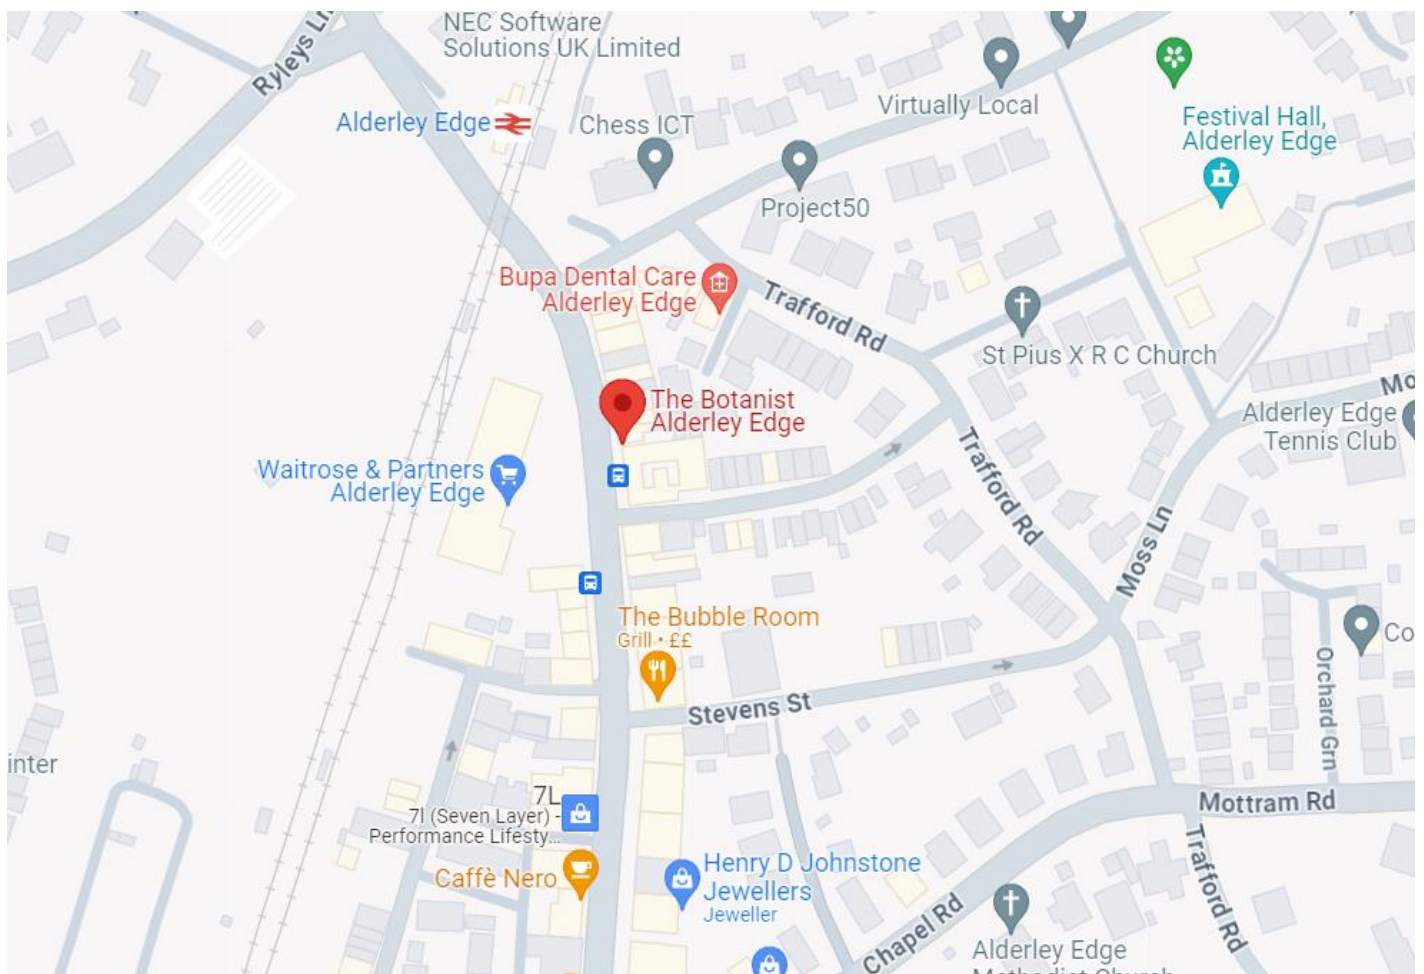 NEC Software
Solutions UK Limited
Ryleys Ln
Alderley Edge
Chess ICT
Virtually Local
Festival Hall,
Alderley Edge
Project50
Bupa Dental Care
Alderley Edge
Trafford Rd
St Pius X R C Church
The Botanist
Alderley Edge
Mo
Alderley Edge
Tennis Club
Waitrose & Partners
Alderley Edge
Trafford Rd
Moss Ln
The Bubble Room
Grill • ££
Co
Orchard Grn
Stevens St
inter
7L
7l (Seven Layer) -
Performance Lifesty...
Mottram Rd
Trafford Rd
Caffè Nero
Henry D Johnstone
Jewellers
Jeweller
Chapel Rd
Alderley Edge
Methodist Church